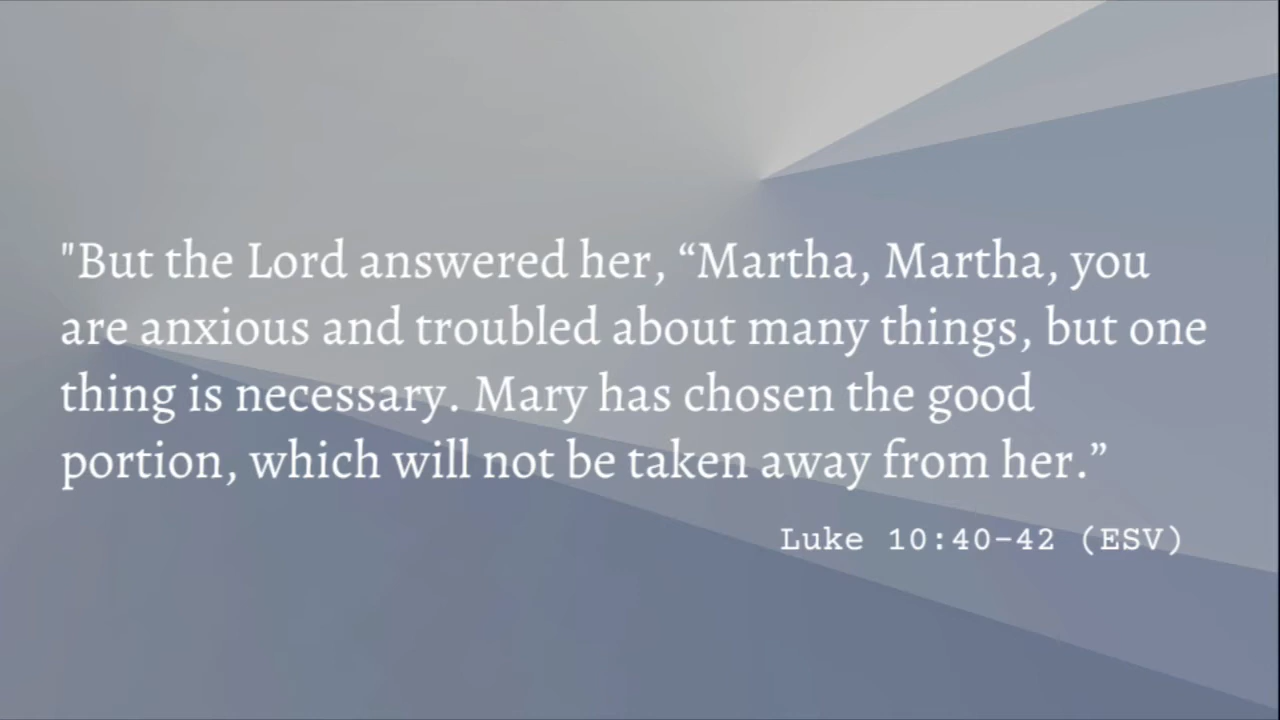 "But the Lord answered her, “Martha, Martha, you
are anxious and troubled about many things, but one
thing is necessary. Mary has chosen the good
portion, which will not be taken away from her.”
Luke 10:40-42 (ESV)